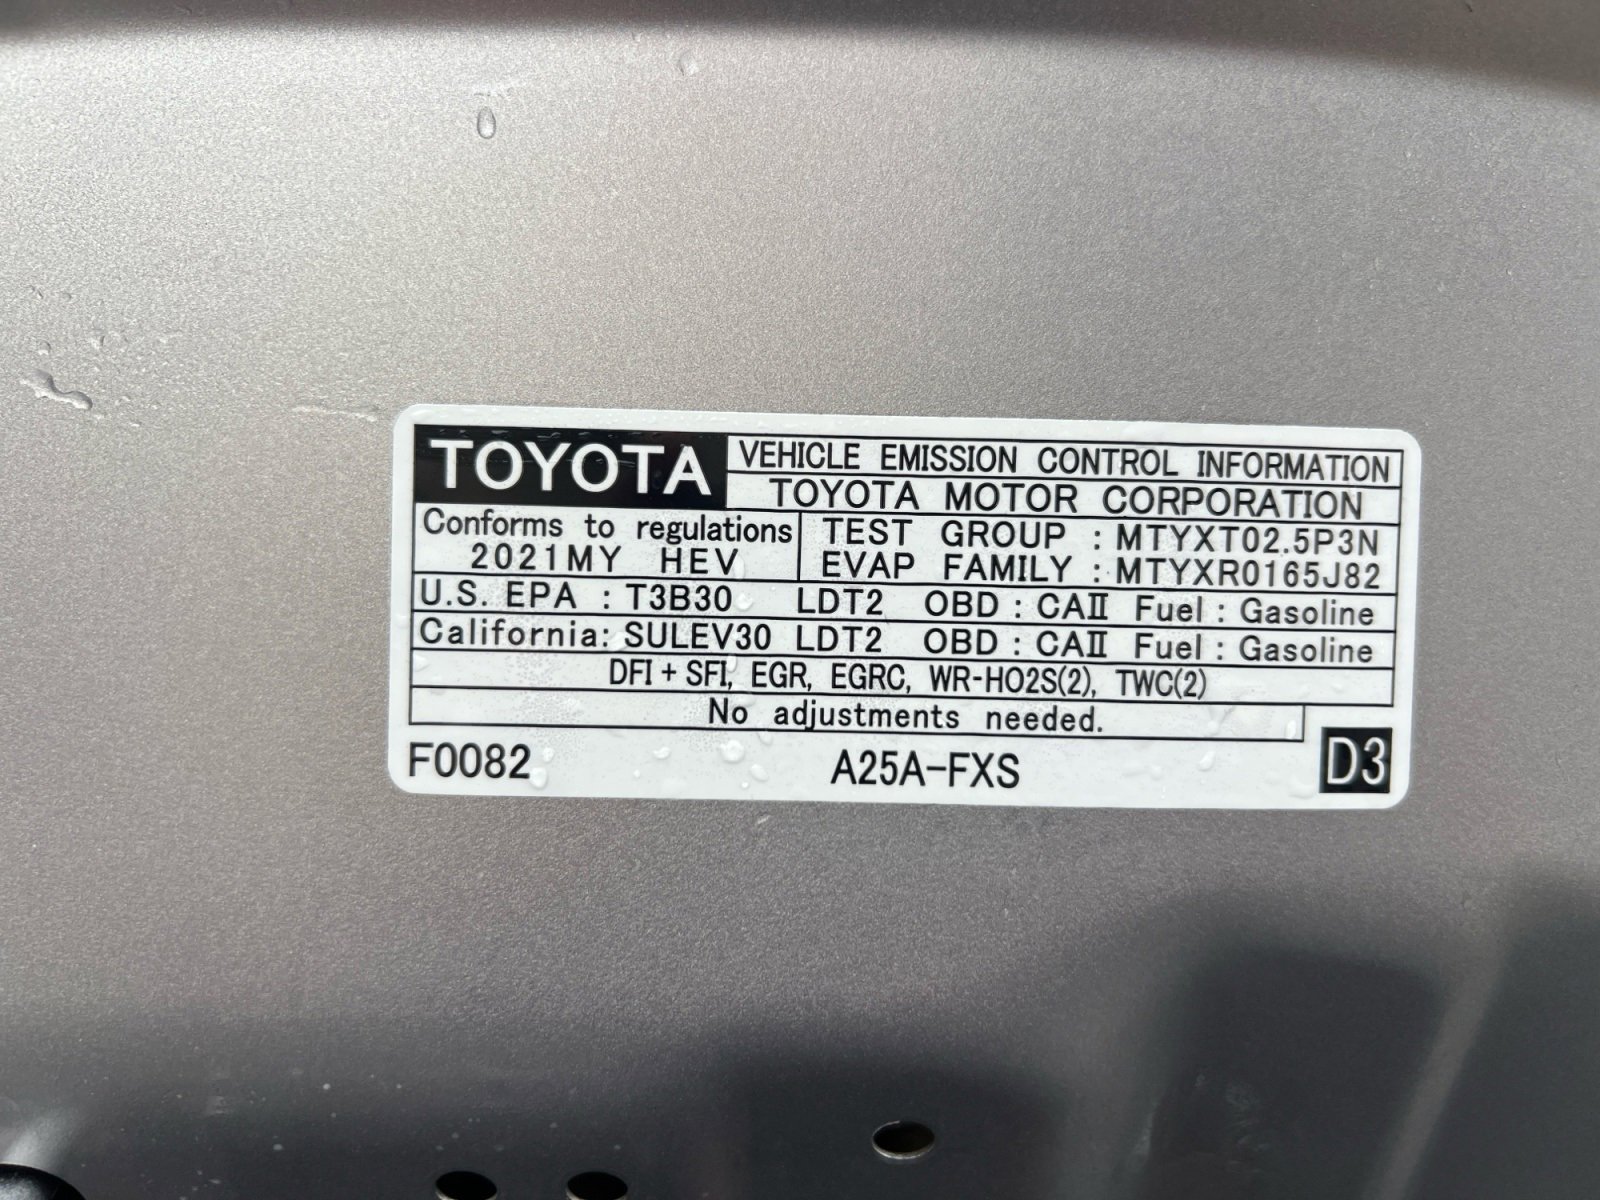 TOYOTA VEHICLE EMISSION CONTROL INFORMATION
TOYOTA MOTOR CORPORATION
Conforms to regulations
2021MY HEV
TEST GROUP : MTYXT02.5P3N
EVAP FAMILY : MTYXR0165J82
U.S. EPA : T3B30 LDT2 OBD : CAⅡ Fuel : Gasoline
California: SULEV30 LDT2 OBD : CAⅡ Fuel : Gasoline
DFI + SFI, EGR, EGRC, WR-HO2S(2), TWC(2)
No adjustments needed.
F0082 A25A-FXS D3